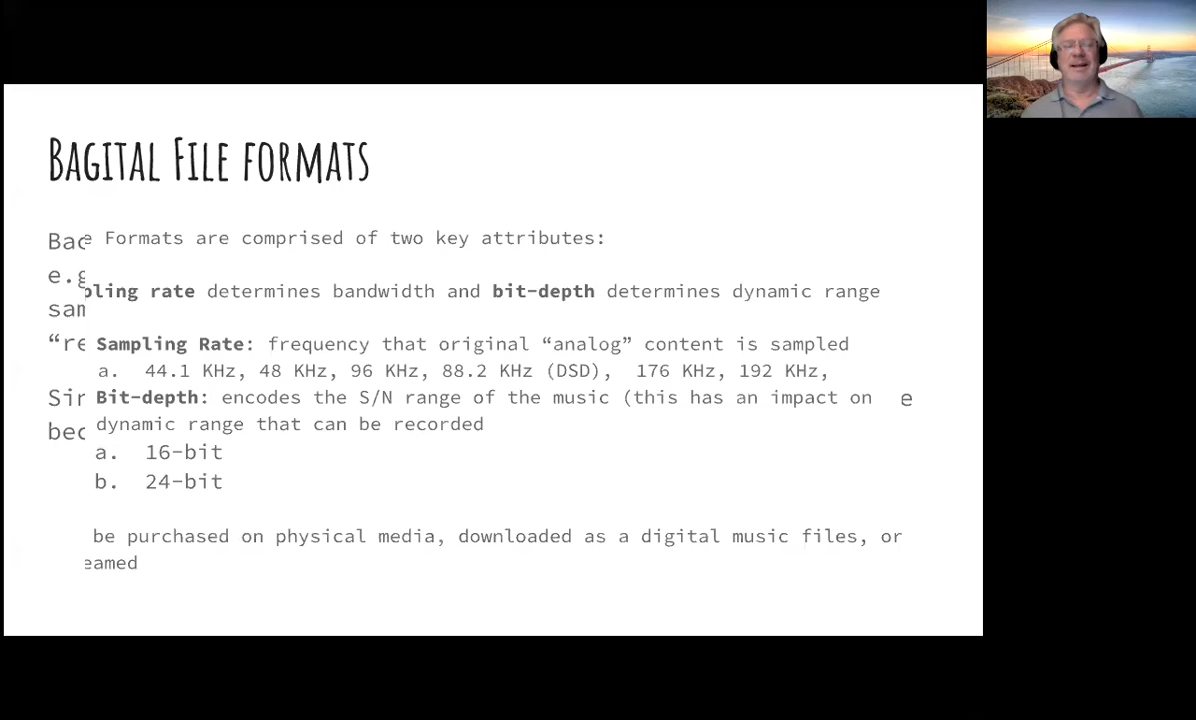 Bagital File formats
Bac e Formats are comprised of two key attributes:
e.g
pling rate determines bandwidth and bit-depth determines dynamic range
sam
“re Sampling Rate: frequency that original “analog” content is sampled
a. 44.1 KHz, 48 KHz, 96 KHz, 88.2 KHz (DSD), 176 KHz, 192 KHz,
Sir Bit-depth: encodes the S/N range of the music (this has an impact on e
bec dynamic range that can be recorded
a. 16-bit
b. 24-bit
be purchased on physical media, downloaded as a digital music files, or
eamed